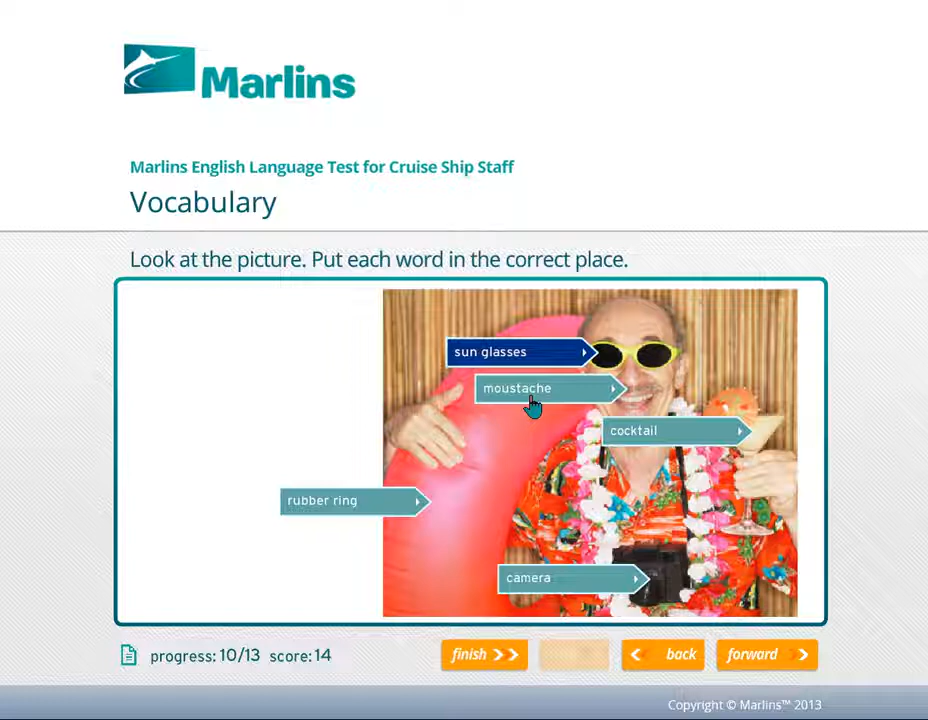 Marlins
Marlins English Language Test for Cruise Ship Staff
Vocabulary
Look at the picture. Put each word in the correct place.
sun glasses
moustache
cocktail
rubber ring
camera
progress: 10/13 score: 14
finish
back
forward
Copyright © Marlins™ 2013